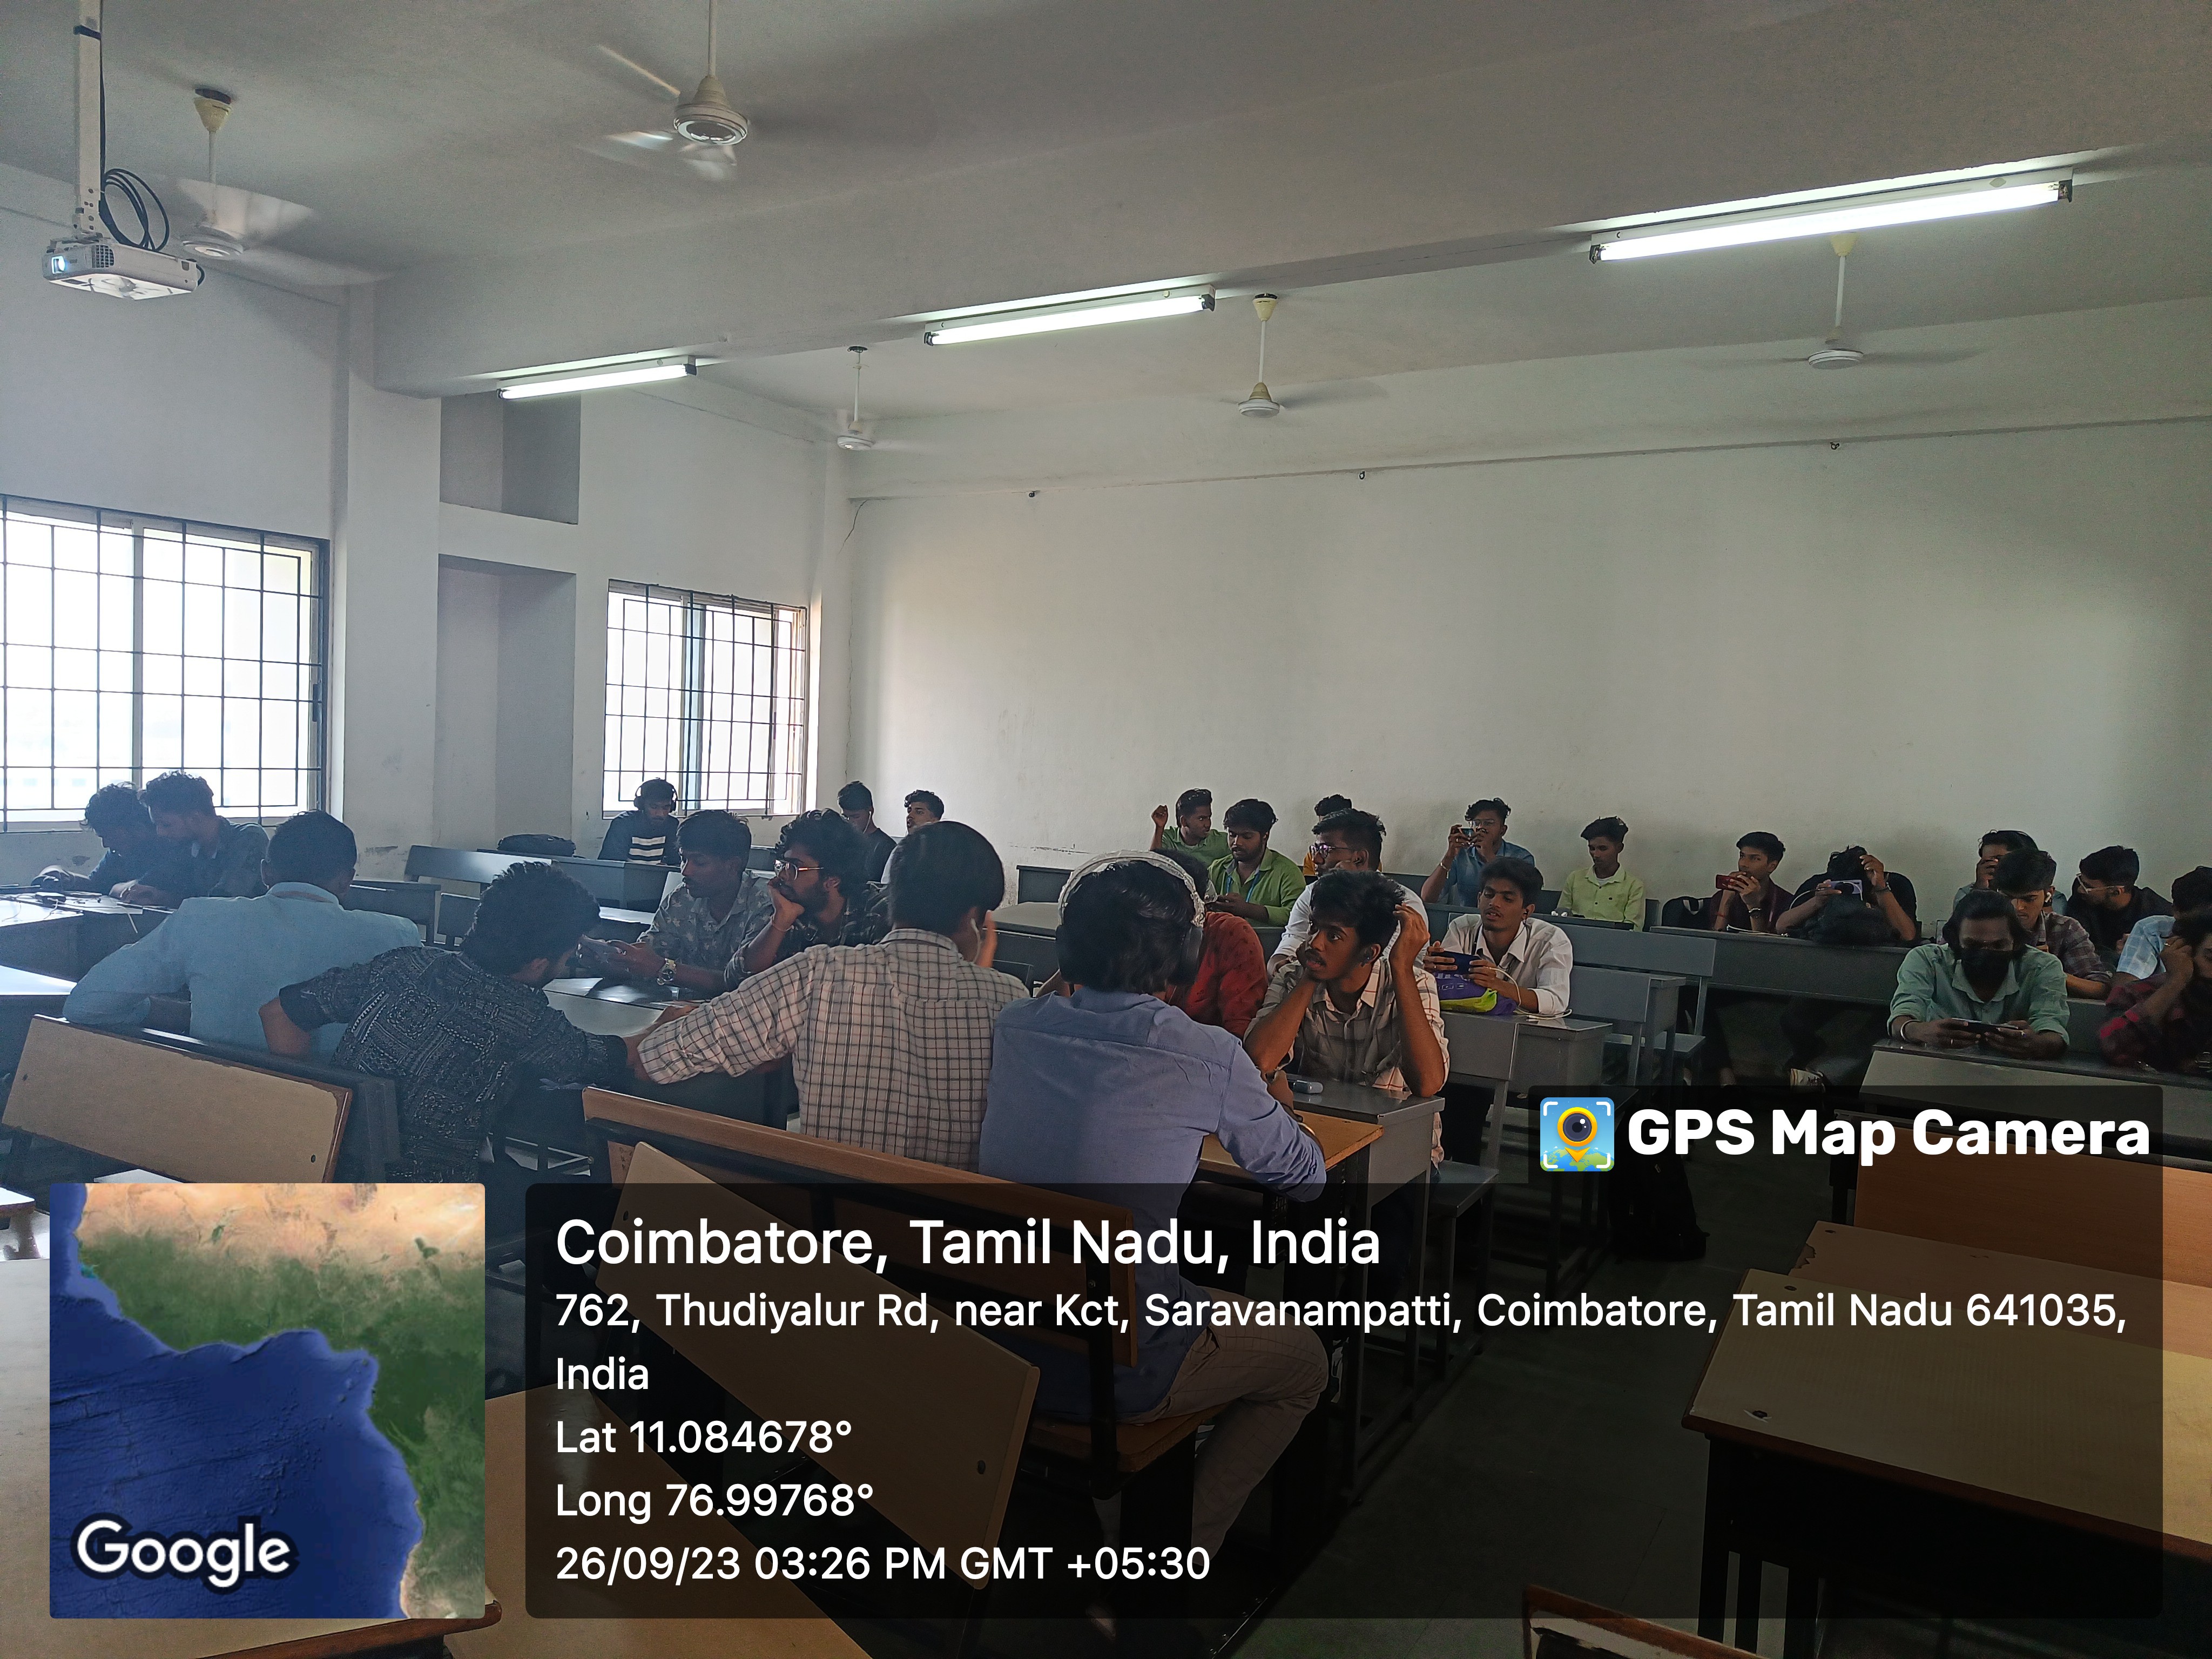 GPS Map Camera
Coimbatore, Tamil Nadu, India
762, Thudiyalur Rd, near Kct, Saravanampatti, Coimbatore, Tamil Nadu 641035,
India
Lat 11.084678°
Long 76.99768°
26/09/23 03:26 PM GMT +05:30
Google